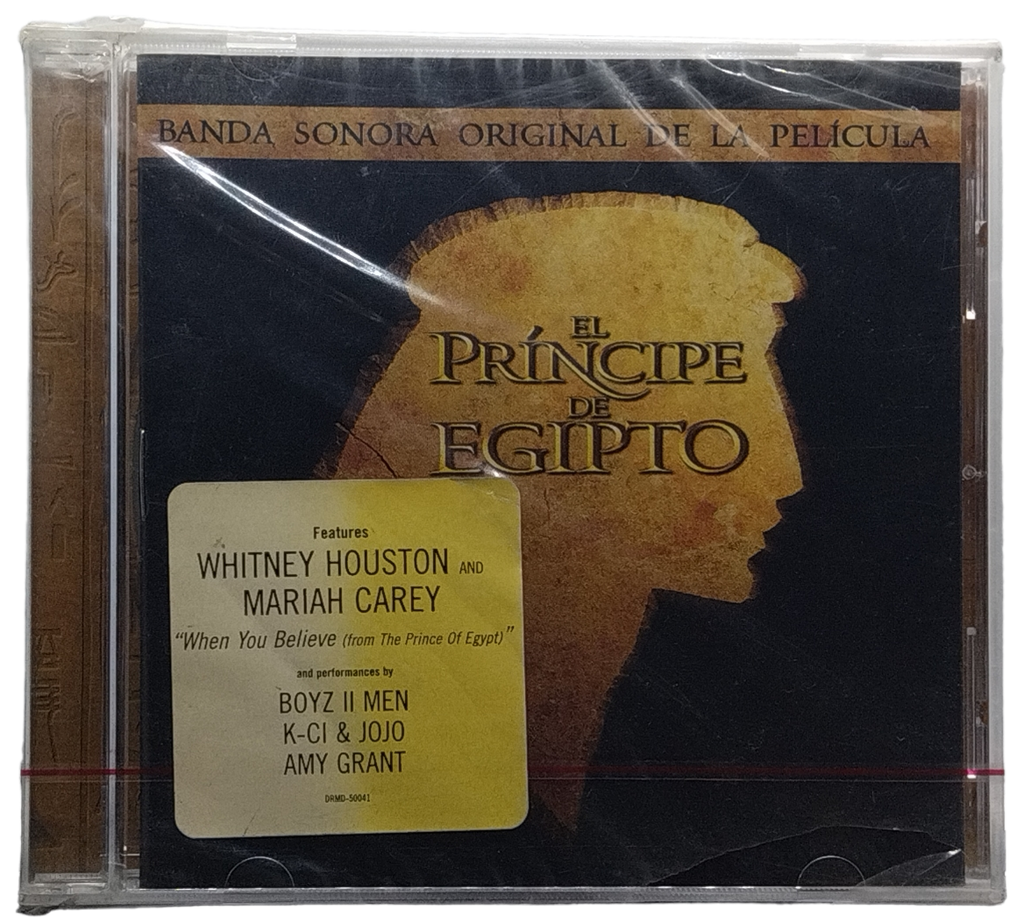 BANDA SONORA ORIGINAL DE LA PELÍCULA
EL
PRÍNCIPE
DE
EGIPTO
Features
WHITNEY HOUSTON AND
MARIAH CAREY
“When You Believe (from The Prince Of Egypt)”
and performances by
BOYZ II MEN
K-CI & JOJO
AMY GRANT
DRMD-50041